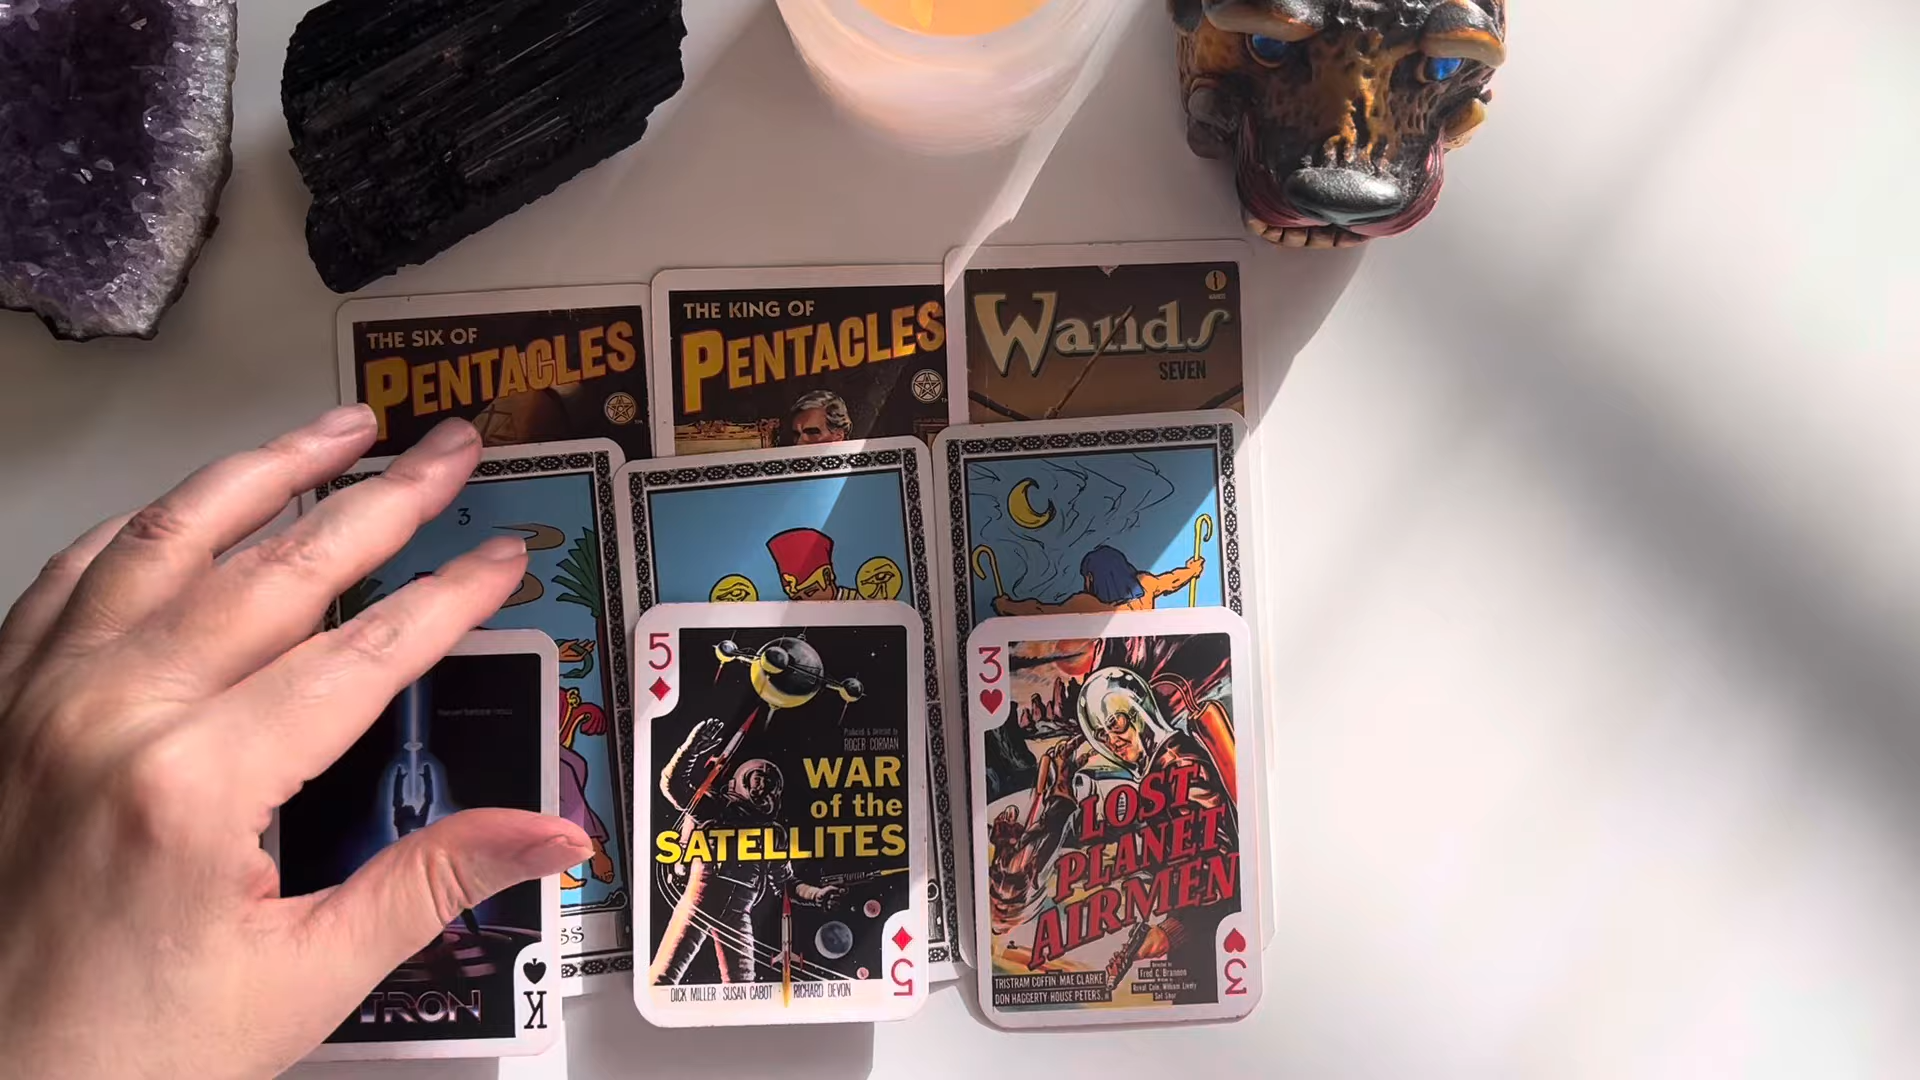 THE SIX OF
PENTACLES
THE KING OF
PENTACLES
Wands
SEVEN
3
5
Produced & Directed by
ROGER CORMAN
WAR
of the
SATELLITES
DICK MILLER SUSAN CABOT · RICHARD DEVON
5
3
LOST
PLANET
AIRMEN
TRISTRAM COFFIN MAE CLARKE
DON HAGGERTY HOUSE PETERS, Jr.
Directed by
Fred C. Brannon
3
TRON
K